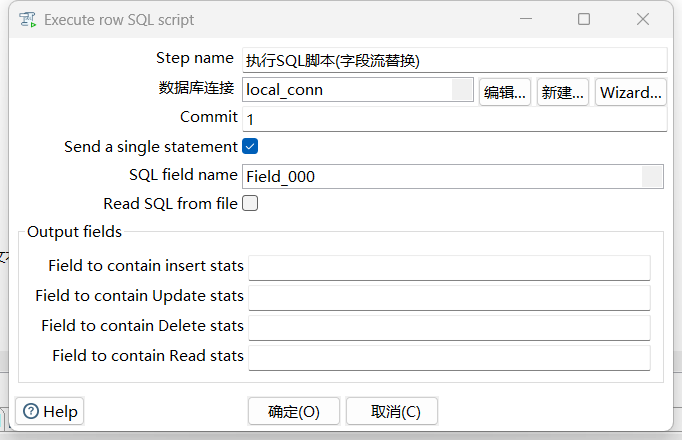 Execute row SQL script
Step name 执行SQL脚本(字段流替换)
数据库连接 local_conn 编辑... 新建... Wizard...
Commit 1
Send a single statement
SQL field name Field_000
Read SQL from file
Output fields
Field to contain insert stats
Field to contain Update stats
Field to contain Delete stats
Field to contain Read stats
Help 确定(O) 取消(C)